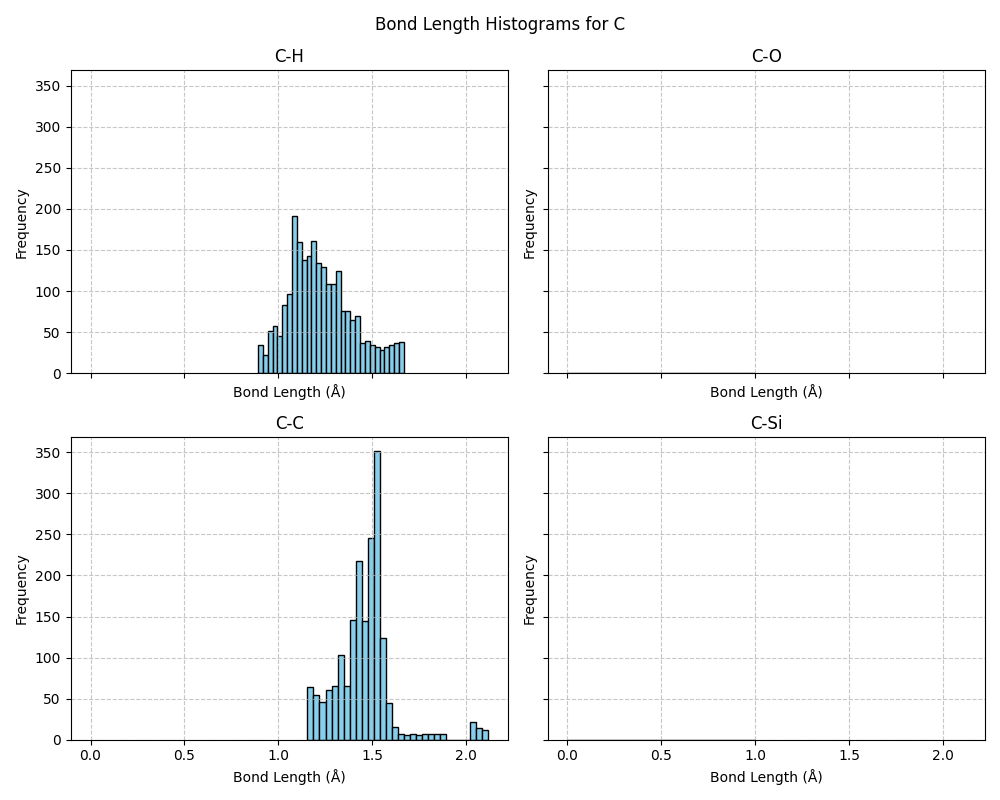 Bond Length Histograms for C
C-H
350
300
250
200
150
100
50
0
Frequency
Bond Length (Å)
C-O
Frequency
Bond Length (Å)
C-C
350
300
250
200
150
100
50
0
Frequency
0.0 0.5 1.0 1.5 2.0
Bond Length (Å)
C-Si
Frequency
0.0 0.5 1.0 1.5 2.0
Bond Length (Å)